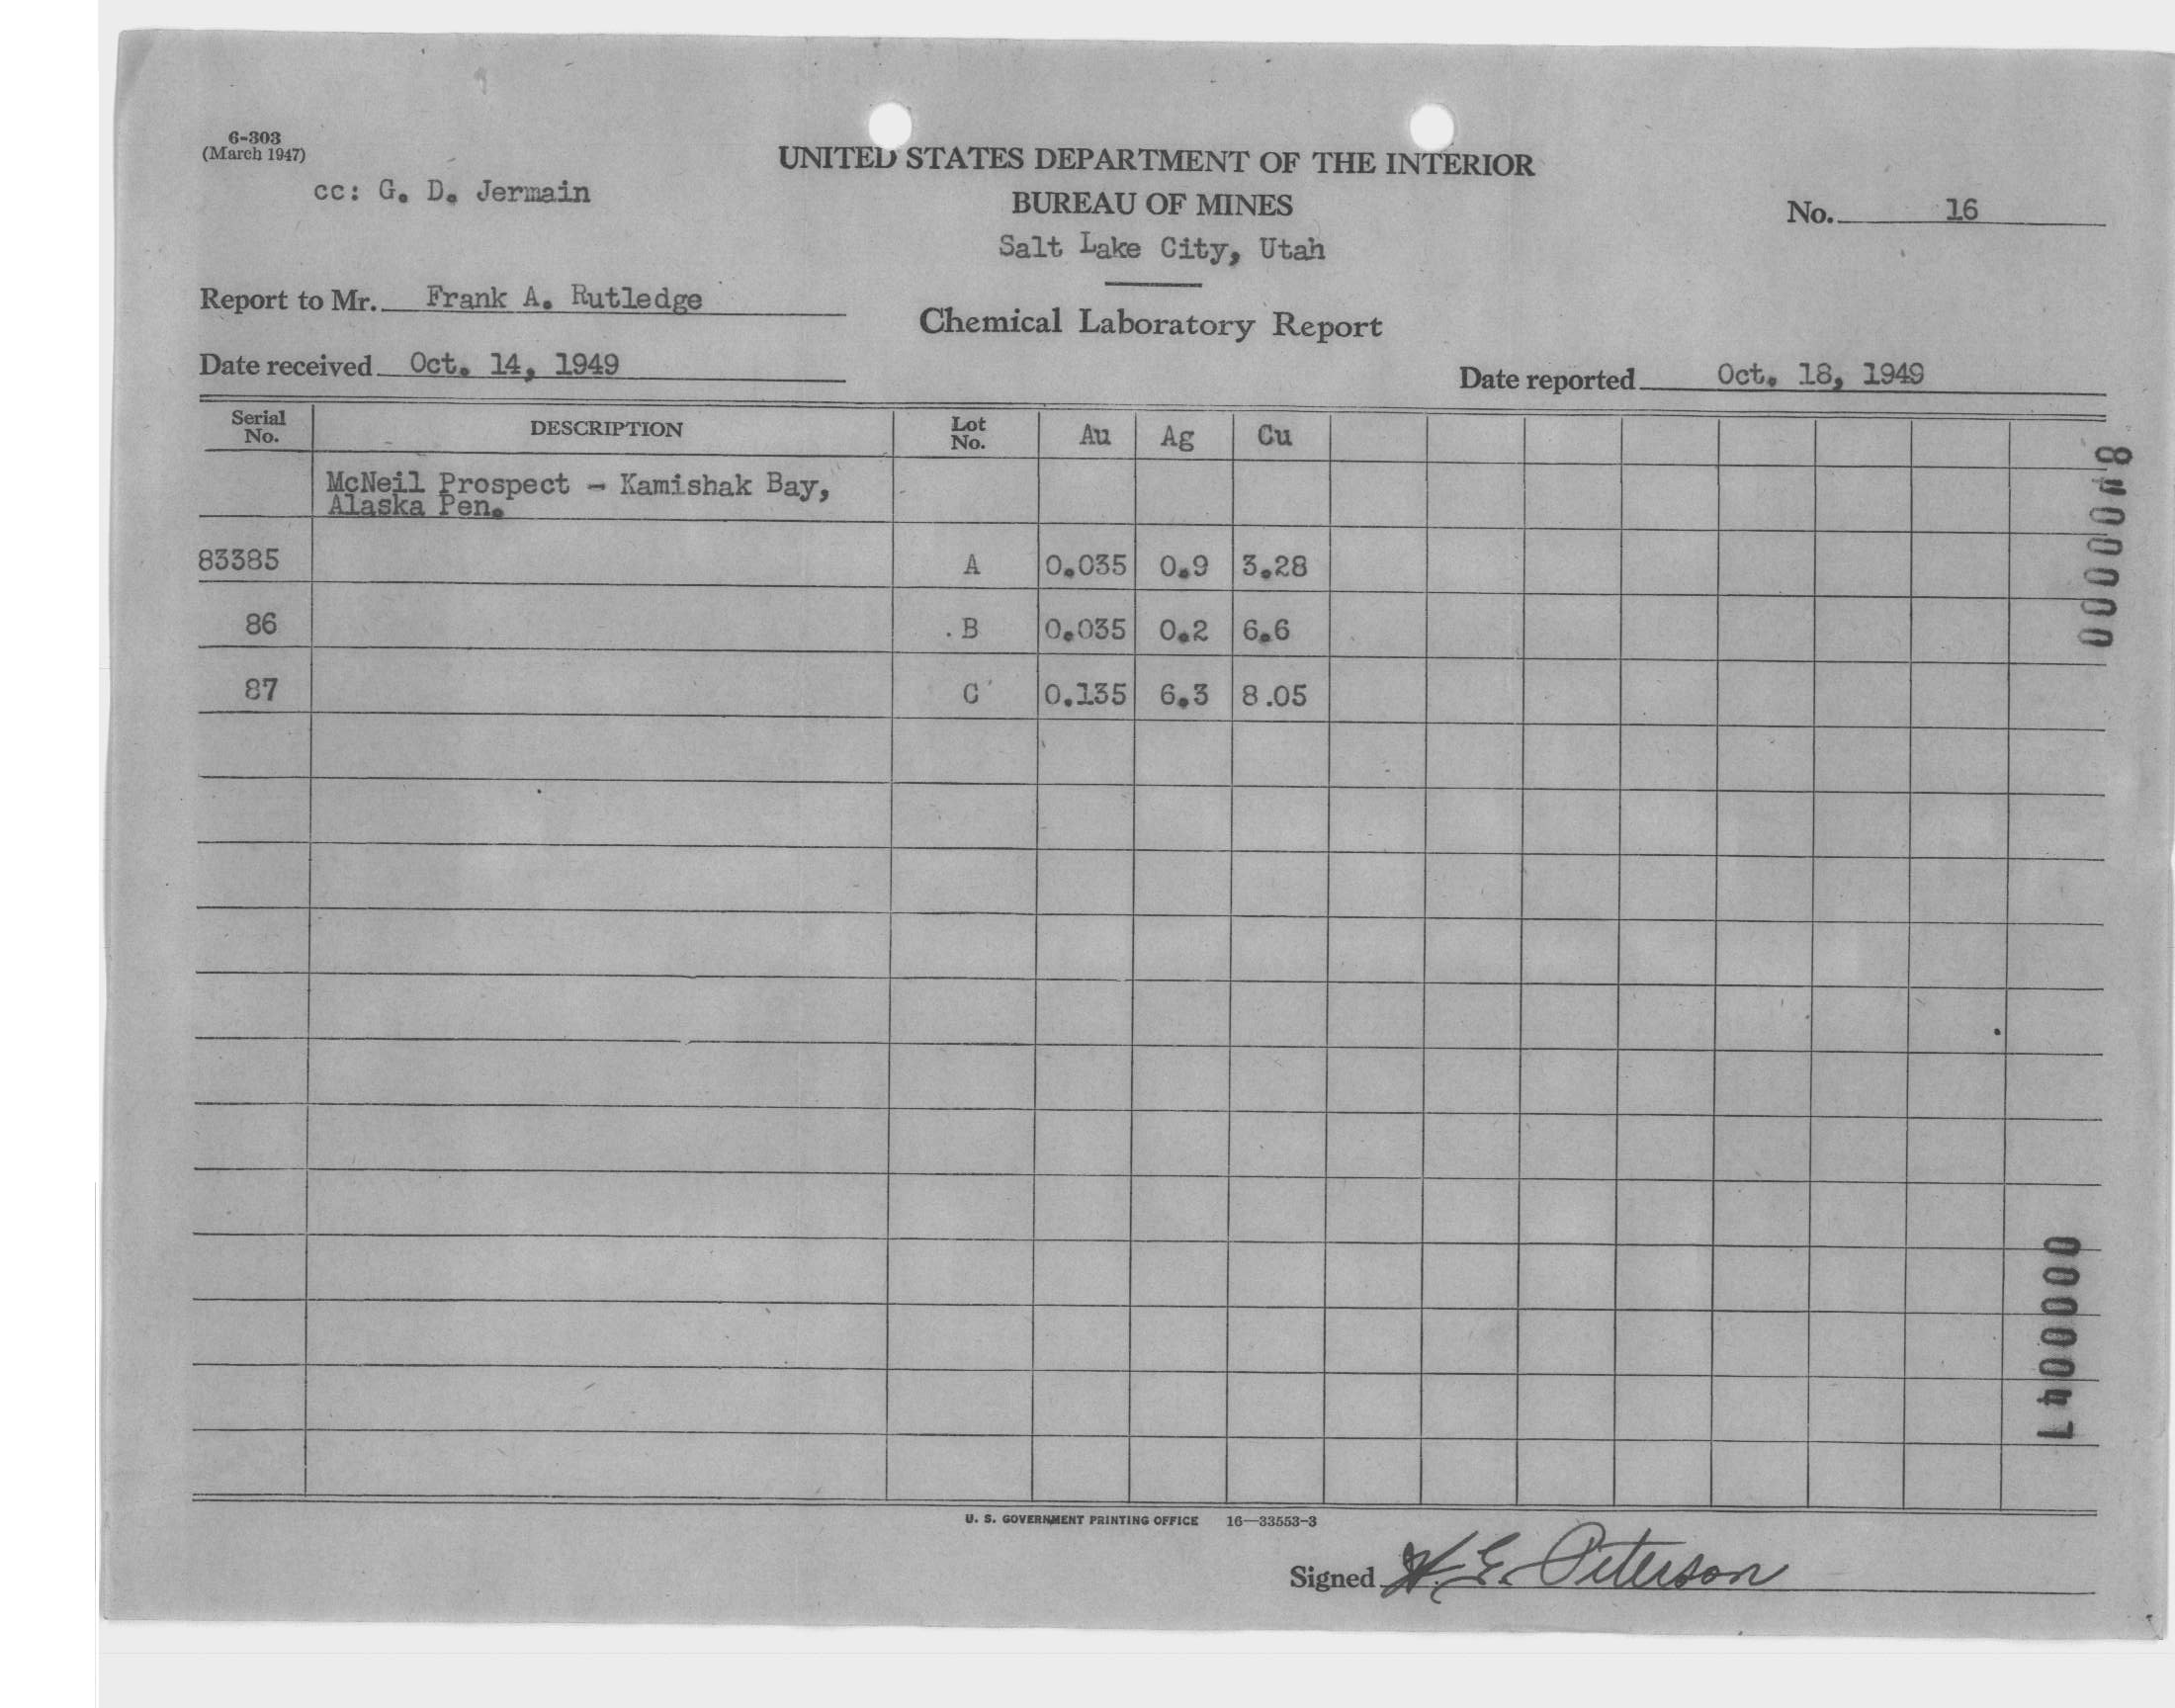 6-303
(March 1947)
cc: G. D. Jermain
UNITED STATES DEPARTMENT OF THE INTERIOR
BUREAU OF MINES
Salt Lake City, Utah
No. 16
Report to Mr. Frank A. Rutledge
Chemical Laboratory Report
Date received Oct. 14, 1949
Date reported Oct. 18, 1949
Serial No. DESCRIPTION Lot No. Au Ag Cu
McNeil Prospect - Kamishak Bay,
Alaska Pen.
83385 A 0.035 0.9 3.28
86 B 0.035 0.2 6.6
87 C 0.135 6.3 8.05
0000048
0000047
U. S. GOVERNMENT PRINTING OFFICE 16—33553-3
Signed H. E. Peterson